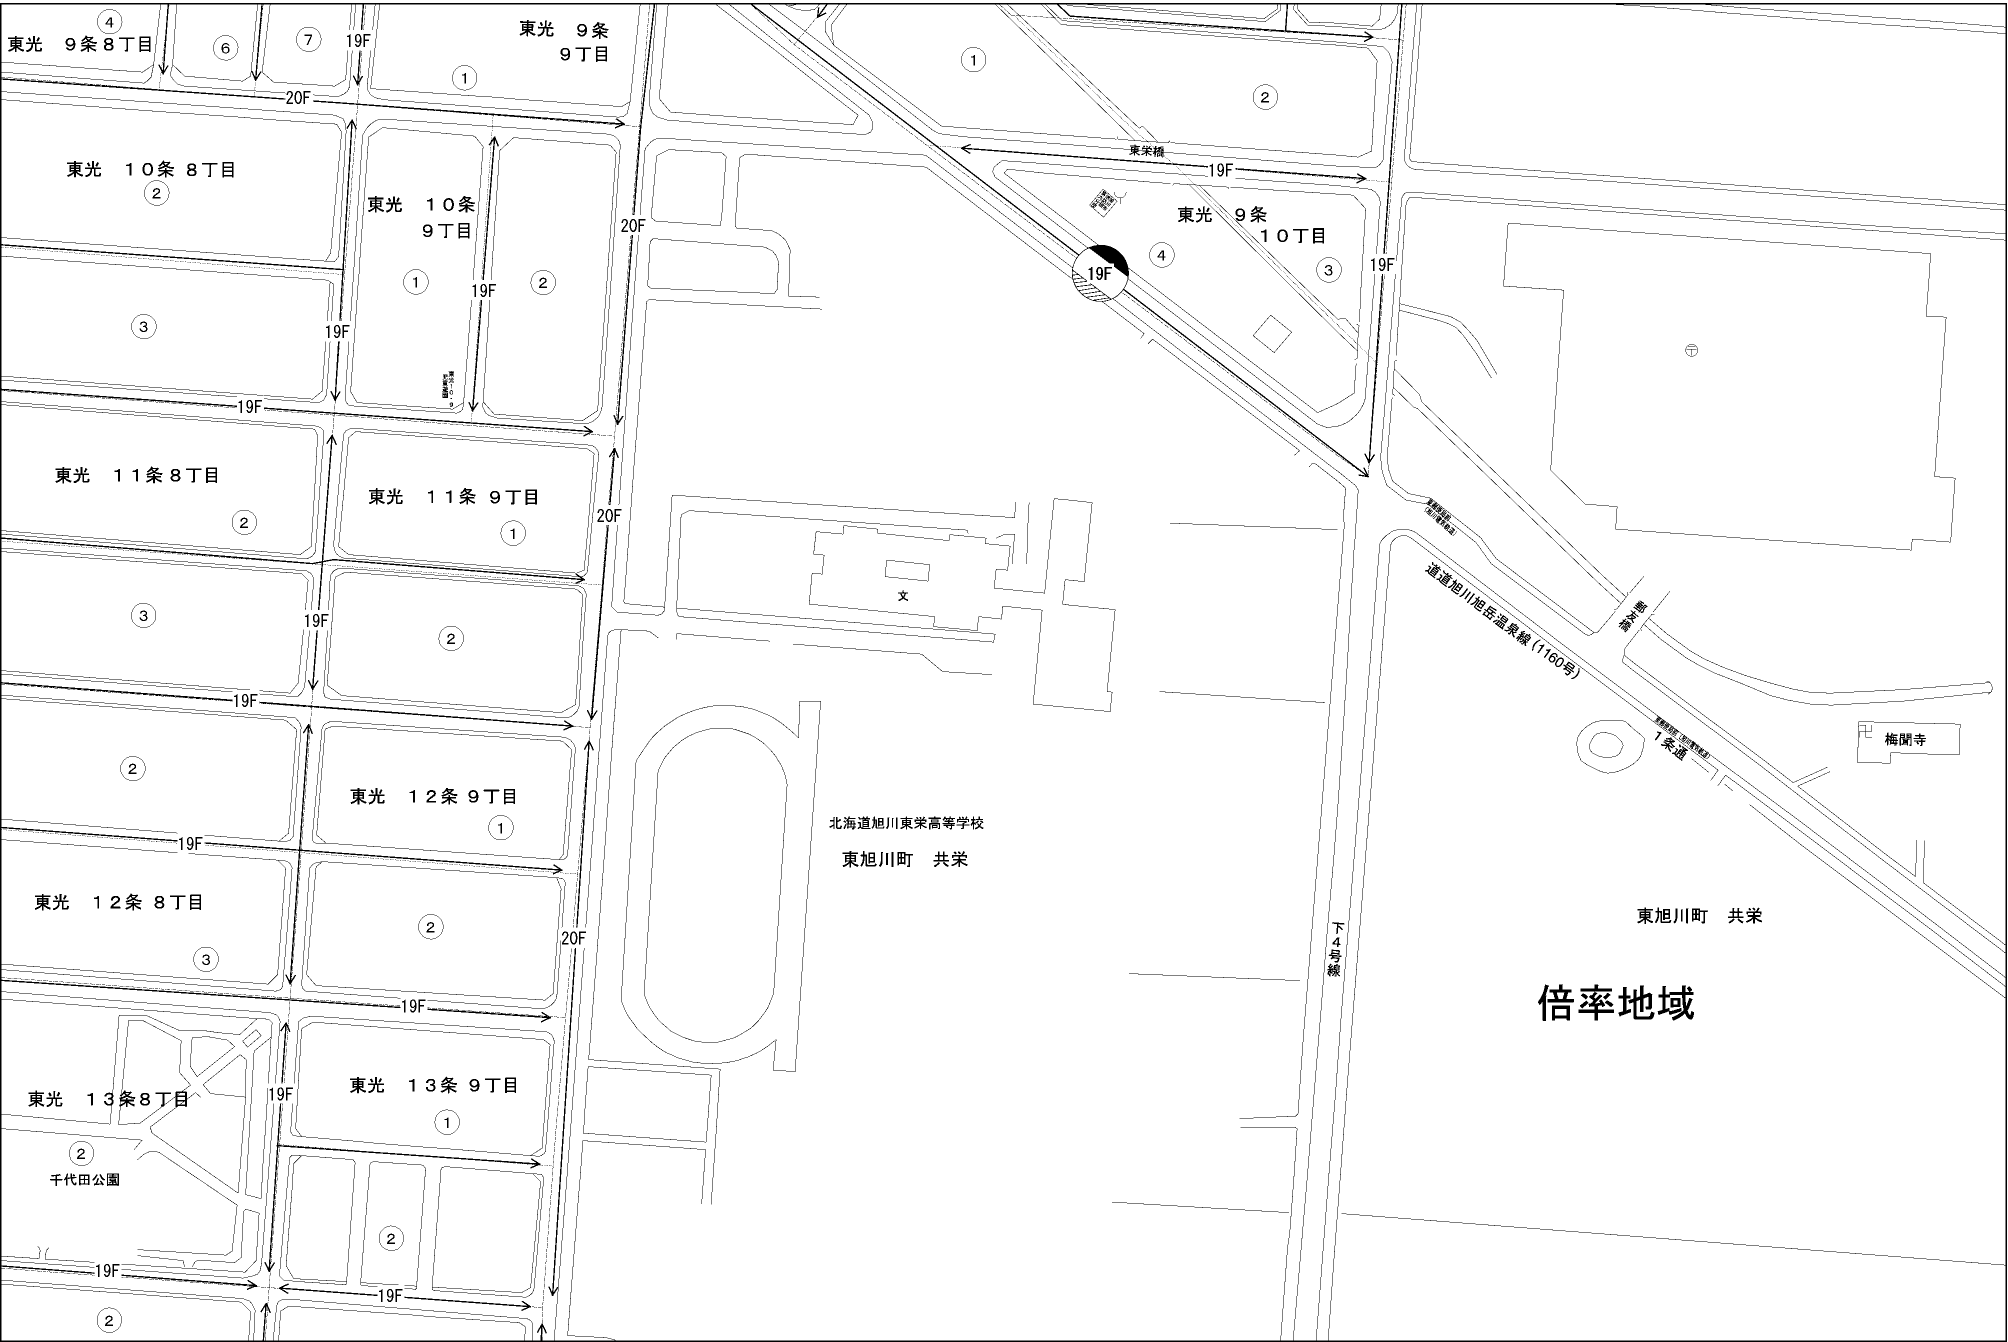 ④
東光　９条８丁目
⑥
⑦
19F
東光　９条
９丁目
①
20F
①
②
東光　１０条 ８丁目
②
東光　１０条
９丁目
①
②
19F
20F
19F
③
19F
東栄橋
19F
東光　９条
１０丁目
④
③
19F
19F
〒
東光　１１条８丁目
②
東光　１１条 ９丁目
①
20F
③
19F
②
19F
文
道道旭川旭岳温泉線(1160号)
郵友橋
１条通
梅聞寺
②
東光　１２条 ９丁目
①
19F
北海道旭川東栄高等学校
東旭川町　共栄
東光　１２条 ８丁目
③
②
20F
下４号線
東旭川町　共栄
倍率地域
19F
東光　１３条８丁目
②
千代田公園
19F
東光　１３条 ９丁目
①
②
19F
19F
②